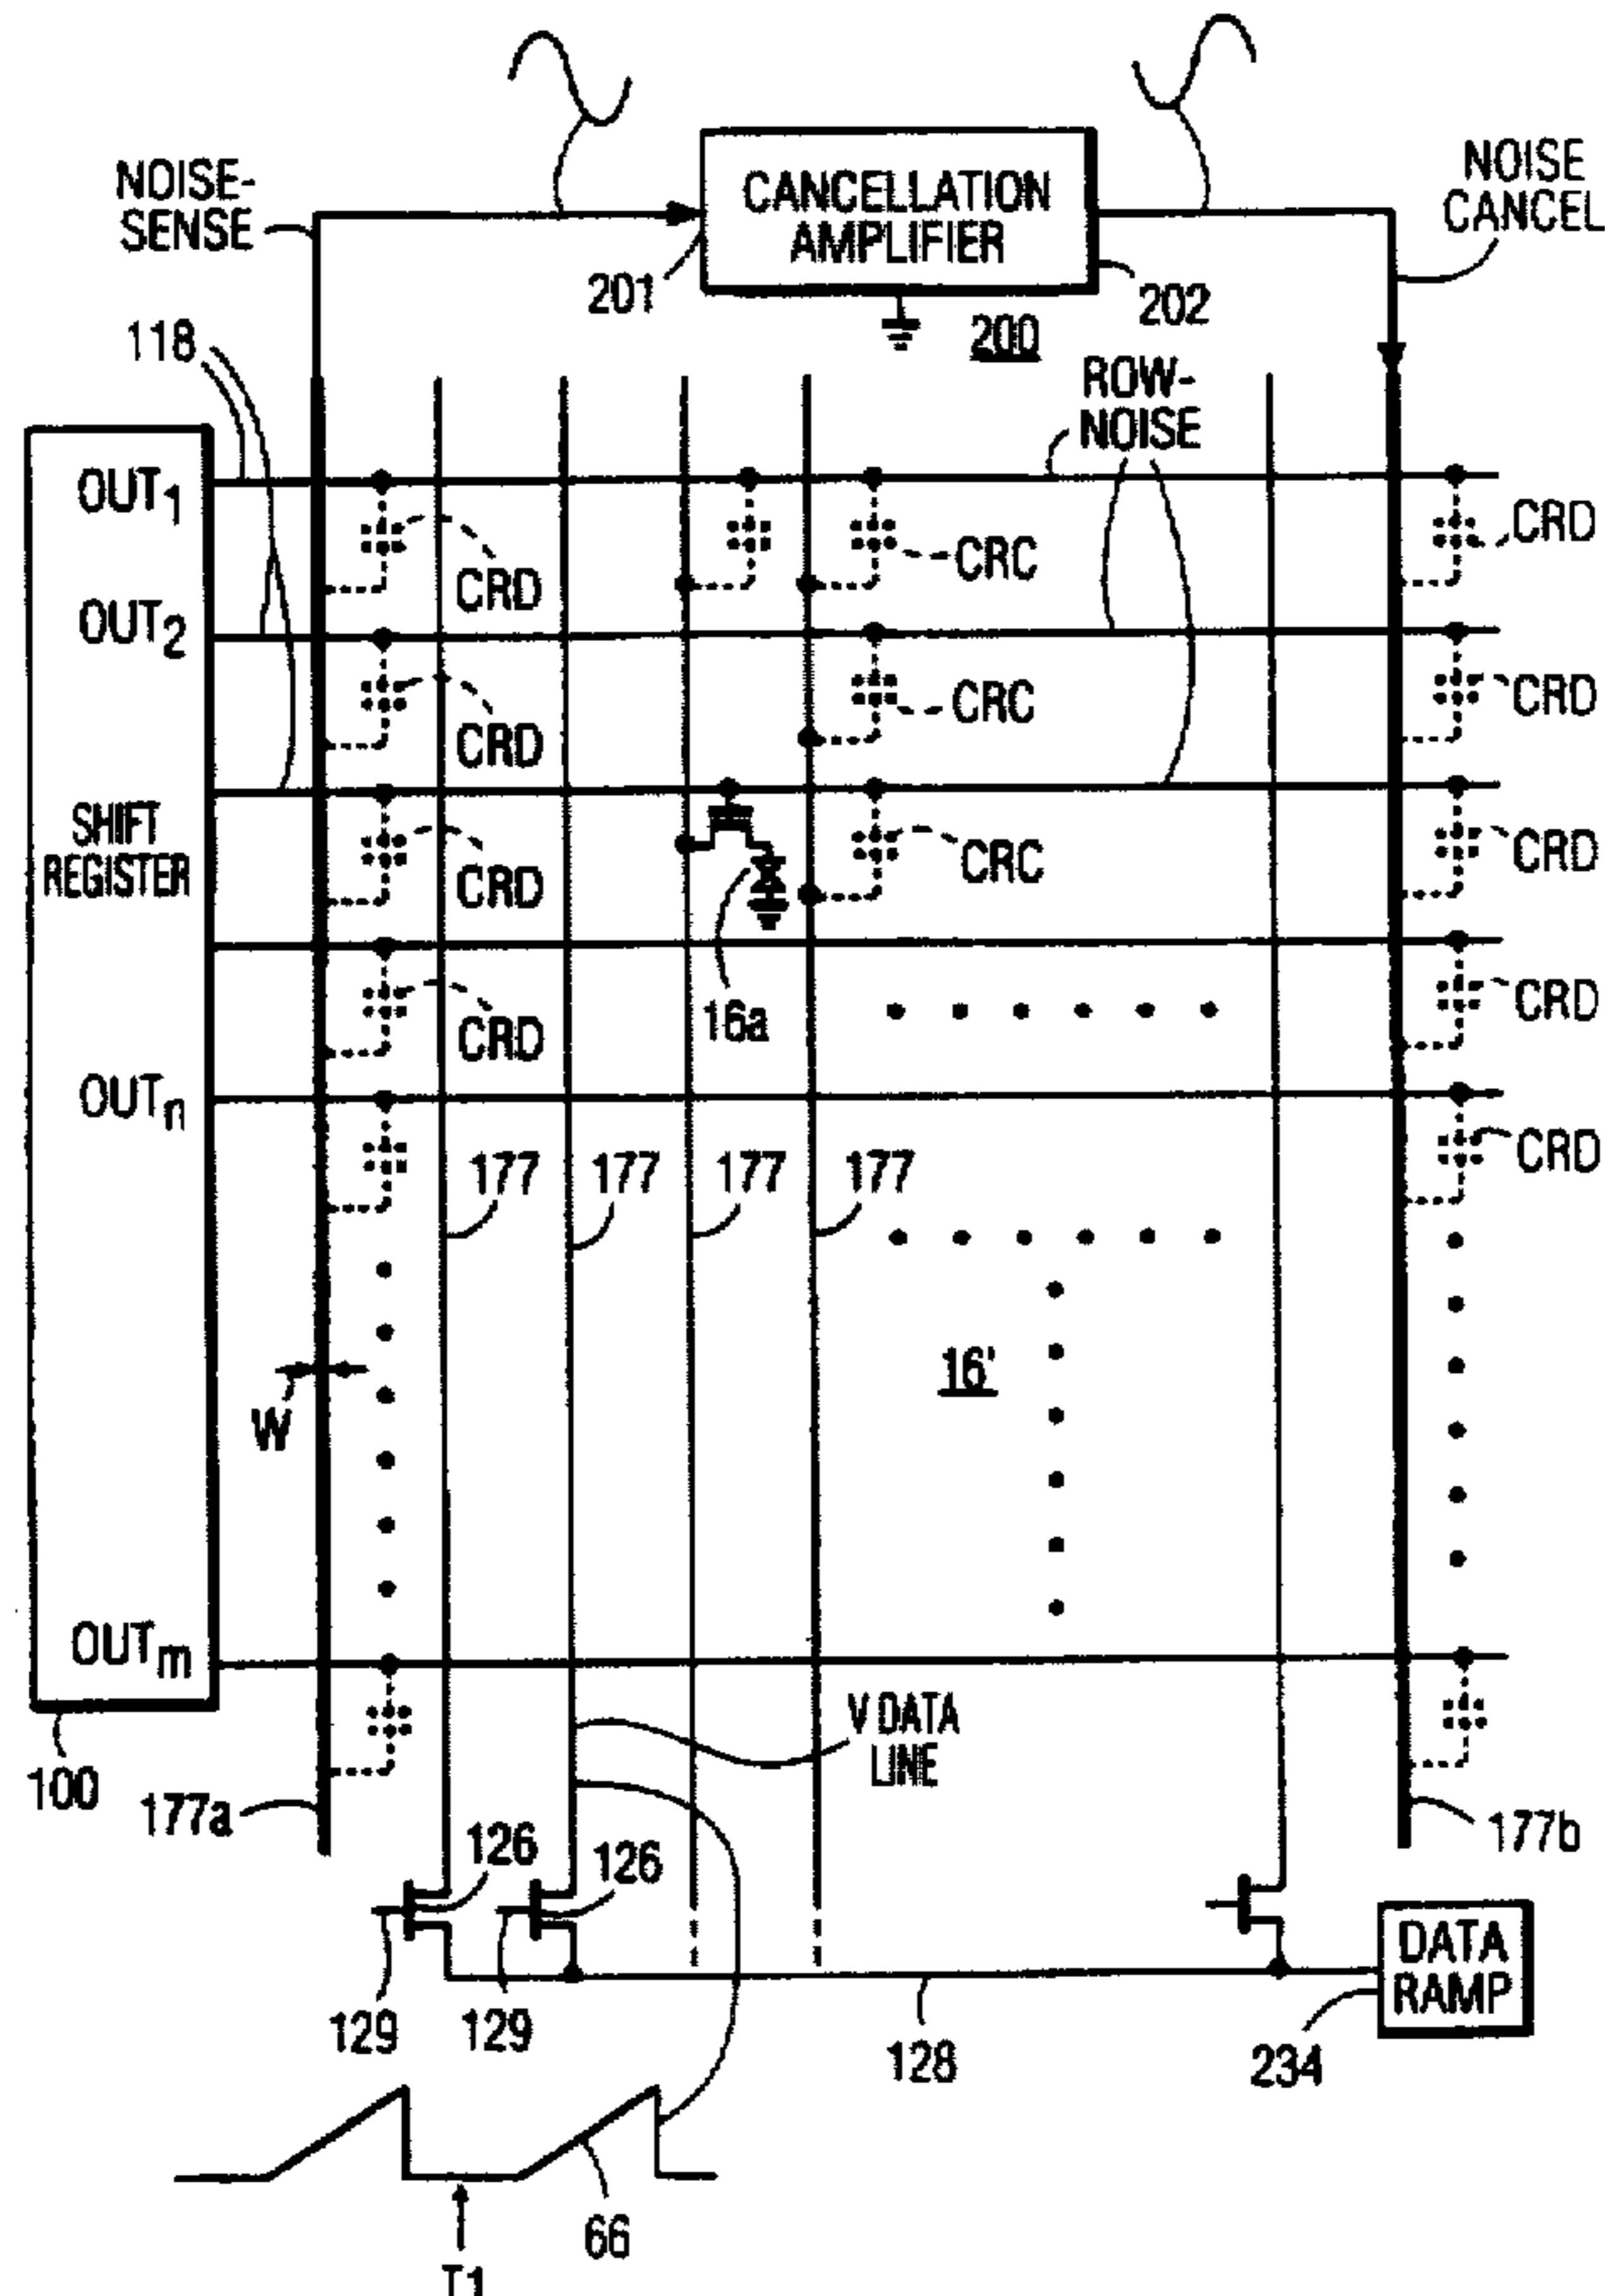 NOISE-
SENSE
CANCELLATION
AMPLIFIER
NOISE
CANCEL
201
202
200
118
ROW-
NOISE
OUT1
CRD
CRC
CRD
OUT2
CRD
CRC
CRD
SHIFT
REGISTER
CRD
CRC
CRD
16a
CRD
CRD
OUTn
CRD
177
177
177
177
16'
W
OUTm
V DATA
LINE
100
177a
177b
126
126
DATA
RAMP
129
129
128
234
66
T1